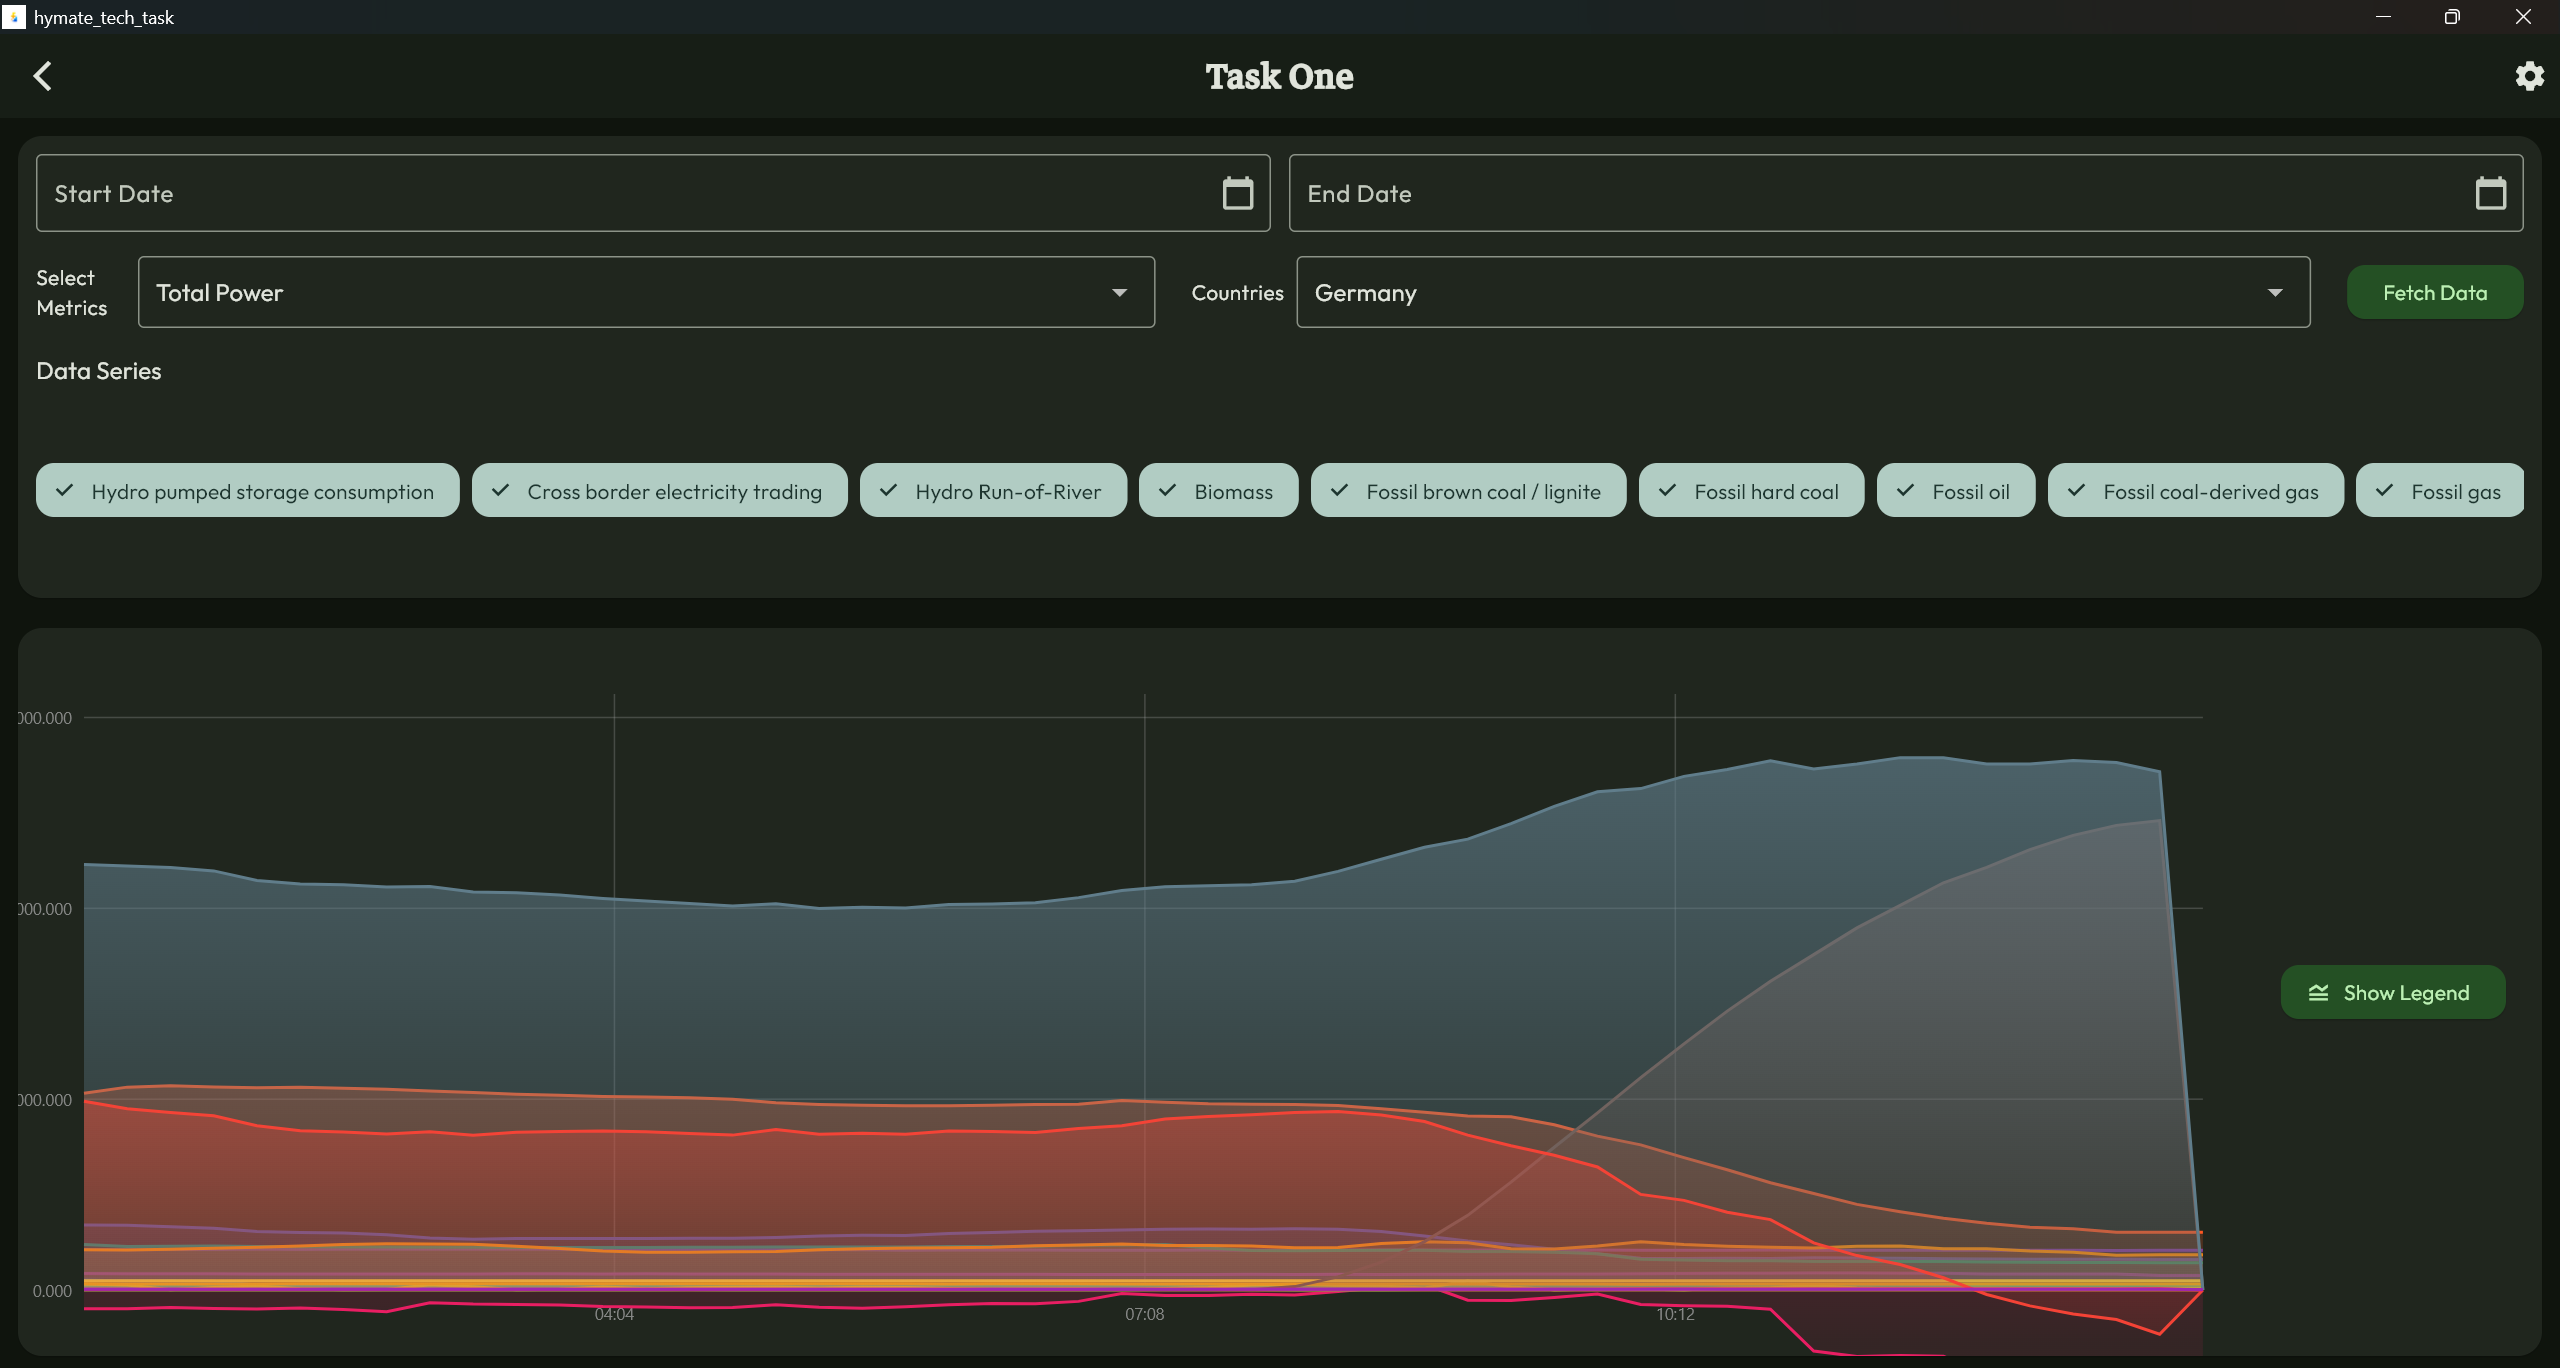 hymate_tech_task
Task One
Start Date
End Date
Select
Metrics
Total Power
Countries
Germany
Fetch Data
Data Series
Hydro pumped storage consumption
Cross border electricity trading
Hydro Run-of-River
Biomass
Fossil brown coal / lignite
Fossil hard coal
Fossil oil
Fossil coal-derived gas
Fossil gas
000.000
000.000
000.000
0.000
04:04
07:08
10:12
Show Legend